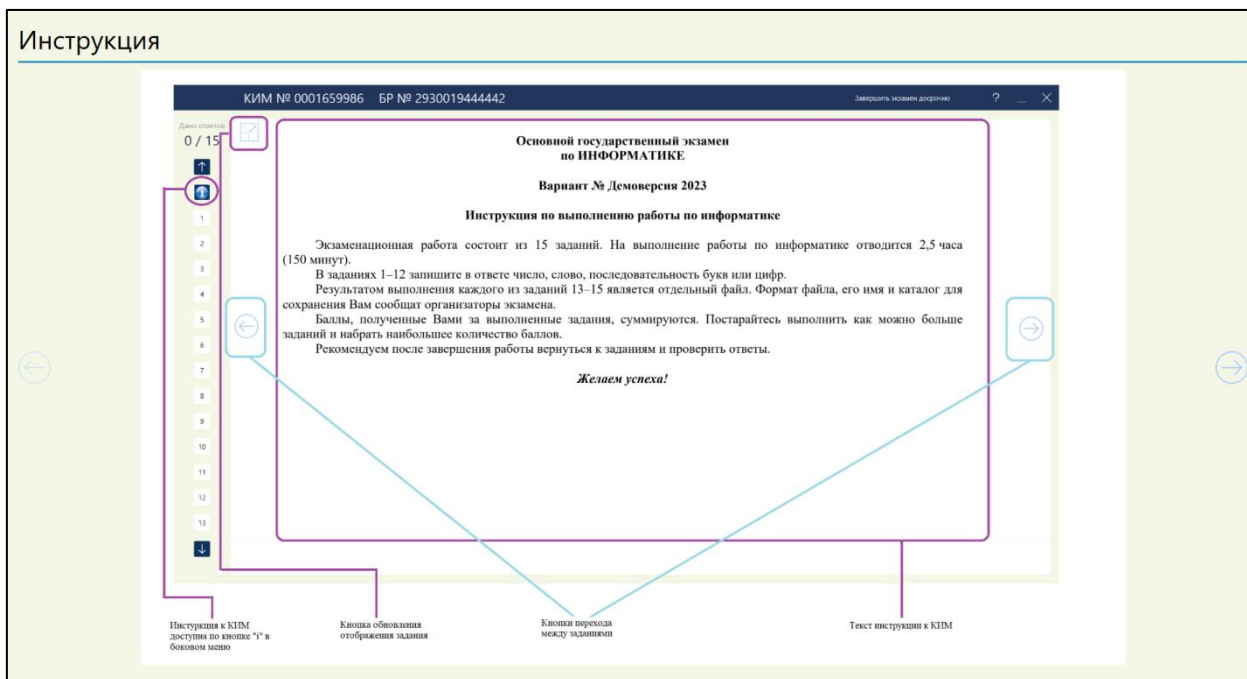 Инструкция
КИМ № 0001659986 БР № 2930019444442
Завершить экзамен досрочно ?
Дано ответов
0 / 15
i
1
2
3
4
5
6
7
8
9
10
11
12
13
Основной государственный экзамен
по ИНФОРМАТИКЕ
Вариант № Демоверсия 2023
Инструкция по выполнению работы по информатике
Экзаменационная работа состоит из 15 заданий. На выполнение работы по информатике отводится 2,5 часа
(150 минут).
В заданиях 1–12 запишите в ответе число, слово, последовательность букв или цифр.
Результатом выполнения каждого из заданий 13–15 является отдельный файл. Формат файла, его имя и каталог для
сохранения Вам сообщат организаторы экзамена.
Баллы, полученные Вами за выполненные задания, суммируются. Постарайтесь выполнить как можно больше
заданий и набрать наибольшее количество баллов.
Рекомендуем после завершения работы вернуться к заданиям и проверить ответы.
Желаем успеха!
Инструкция к КИМ
доступна по кнопке "i" в
боковом меню
Кнопка обновления
отображения задания
Кнопки перехода
между заданиями
Текст инструкции к КИМ